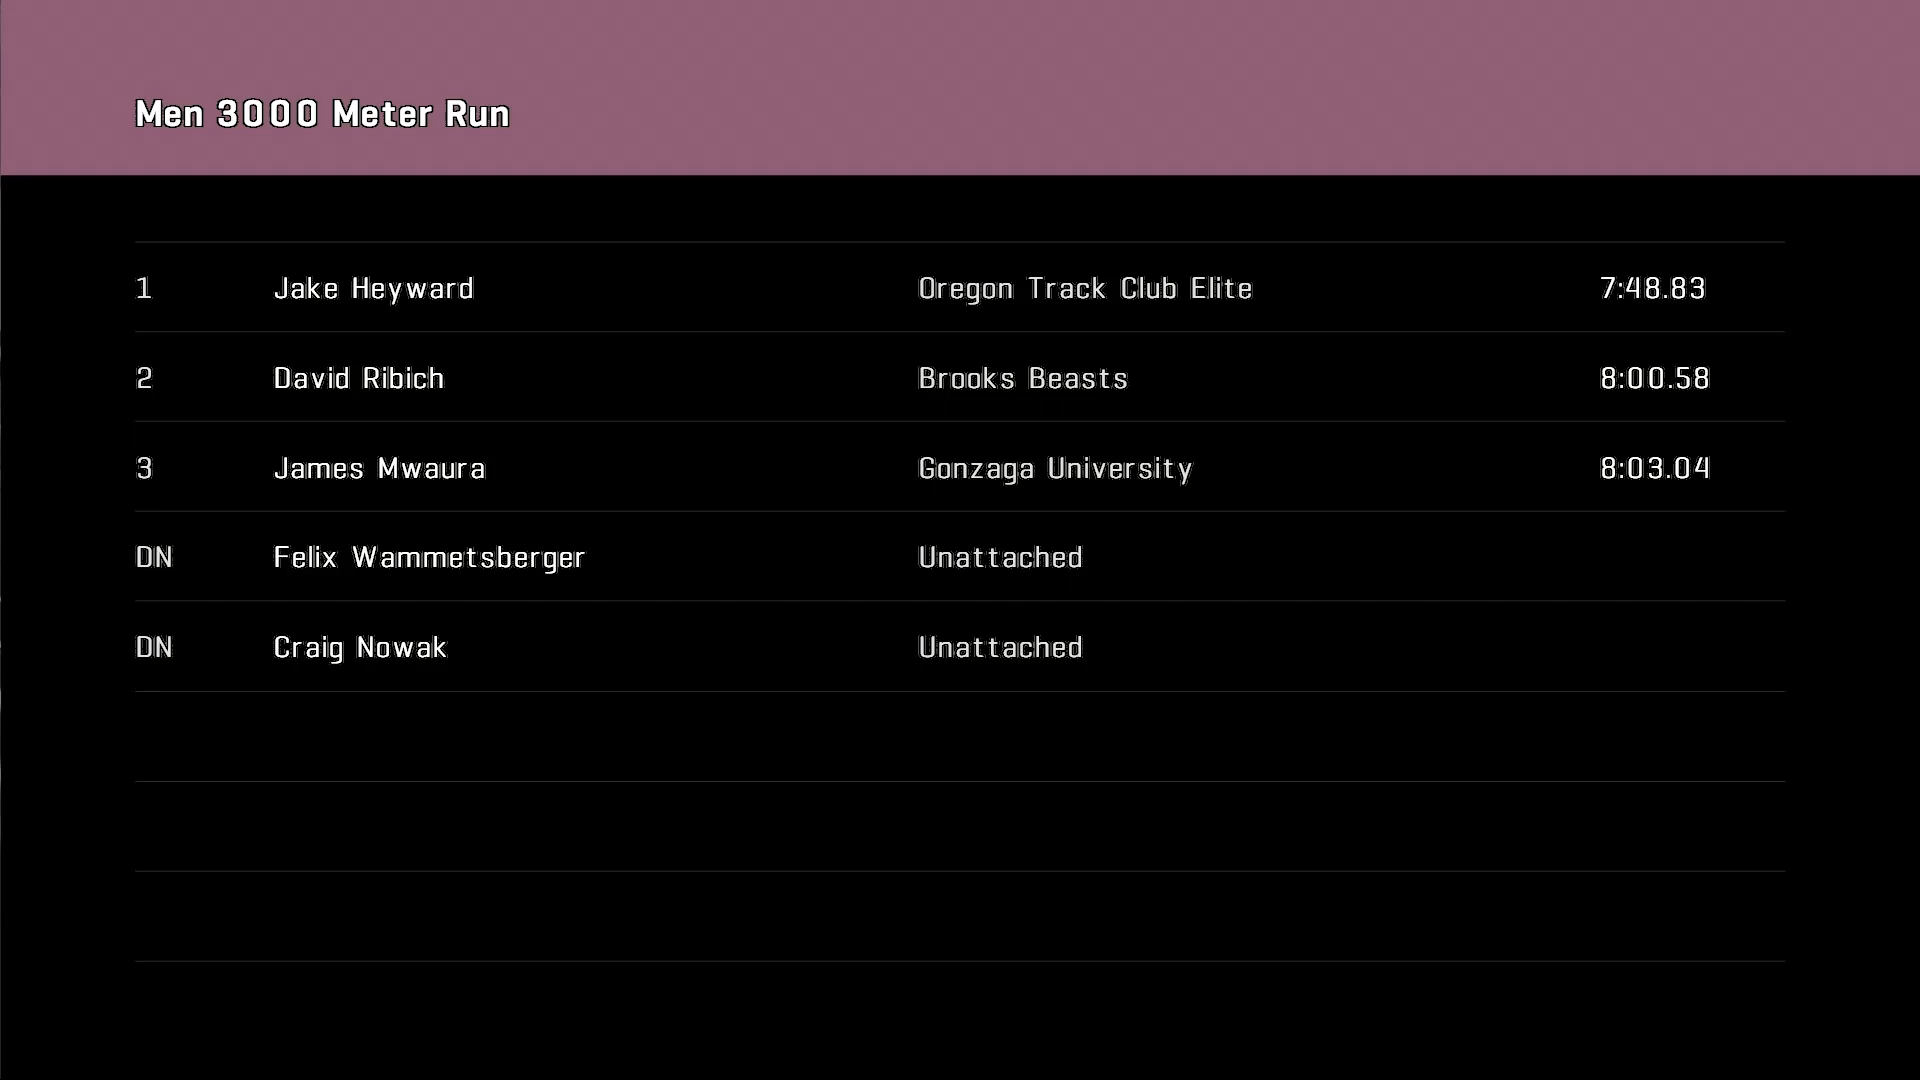 Men 3000 Meter Run
1 Jake Heyward Oregon Track Club Elite 7:48.83
2 David Ribich Brooks Beasts 8:00.58
3 James Mwaura Gonzaga University 8:03.04
DN Felix Wammetsberger Unattached
DN Craig Nowak Unattached